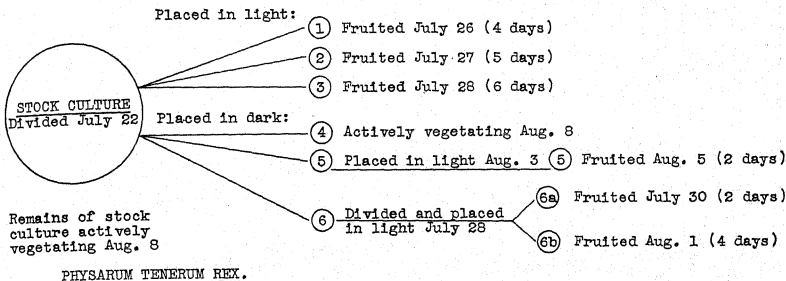 Placed in light:
1 Fruited July 26 (4 days)
2 Fruited July 27 (5 days)
3 Fruited July 28 (6 days)
STOCK CULTURE
Divided July 22
Placed in dark:
4 Actively vegetating Aug. 8
5 Placed in light Aug. 3 5 Fruited Aug. 5 (2 days)
6 Divided and placed
in light July 28
6a Fruited July 30 (2 days)
6b Fruited Aug. 1 (4 days)
Remains of stock
culture actively
vegetating Aug. 8
PHYSARUM TENERUM REX.